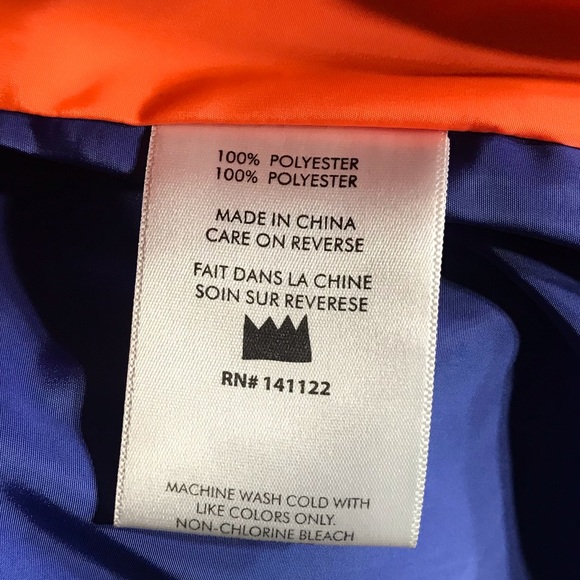 100% POLYESTER
100% POLYESTER
MADE IN CHINA
CARE ON REVERSE
FAIT DANS LA CHINE
SOIN SUR REVERESE
RN# 141122
MACHINE WASH COLD WITH
LIKE COLORS ONLY.
NON-CHLORINE BLEACH